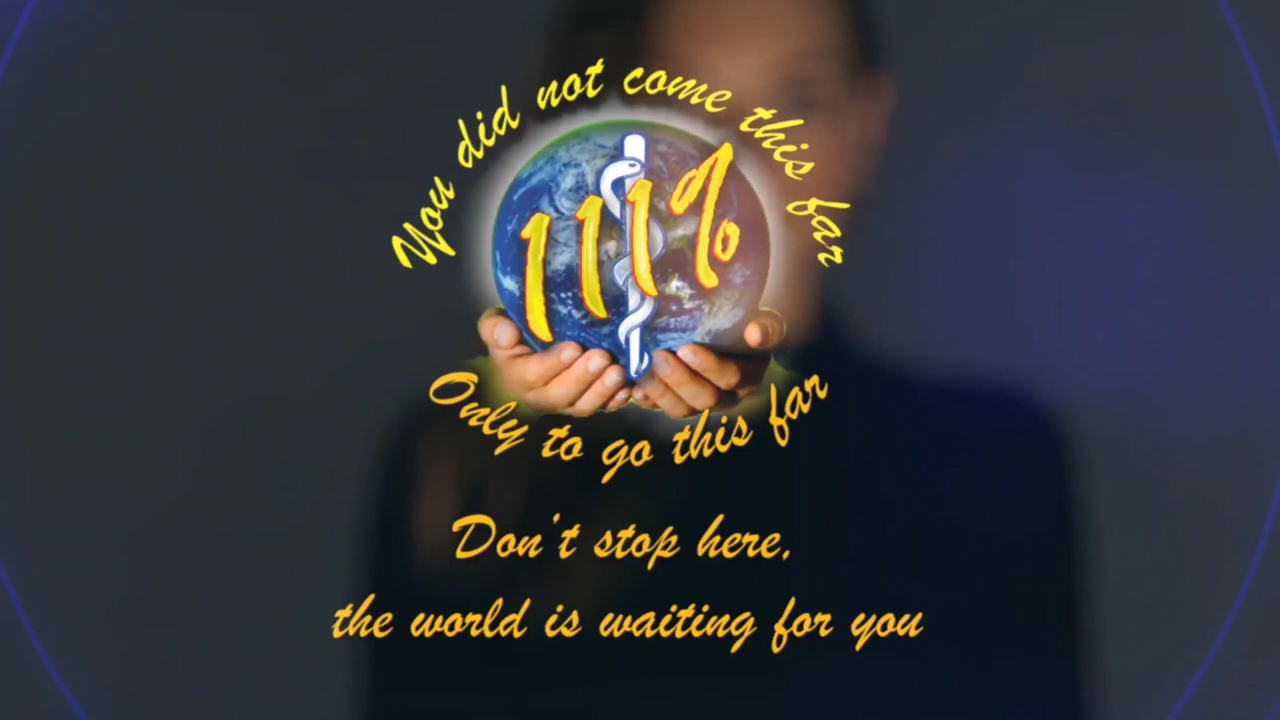 You did not come this far
111%
Only to go this far
Don't stop here,
the world is waiting for you